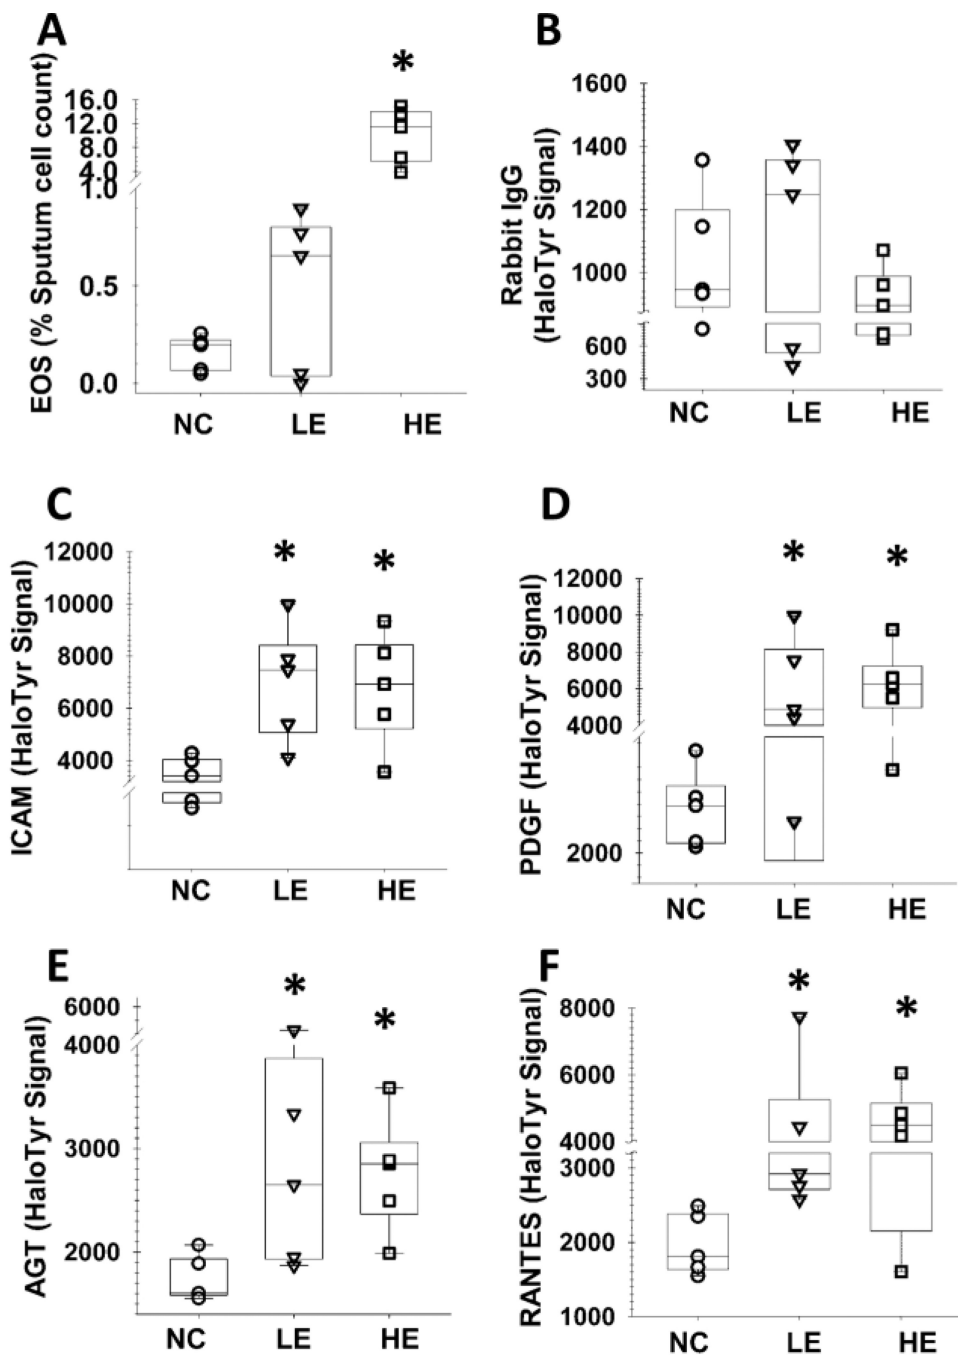 A
*
EOS (% Sputum cell count)
16.0
12.0
8.0
4.0
1.0
0.5
0.0
NC LE HE
B
Rabbit IgG
(HaloTyr Signal)
1600
1400
1200
1000
600
300
NC LE HE
C
* *
ICAM (HaloTyr Signal)
12000
10000
8000
6000
4000
NC LE HE
D
* *
PDGF (HaloTyr Signal)
12000
10000
8000
6000
4000
2000
NC LE HE
E
* *
AGT (HaloTyr Signal)
6000
4000
3000
2000
NC LE HE
F
* *
RANTES (HaloTyr Signal)
8000
6000
4000
3000
2000
1000
NC LE HE